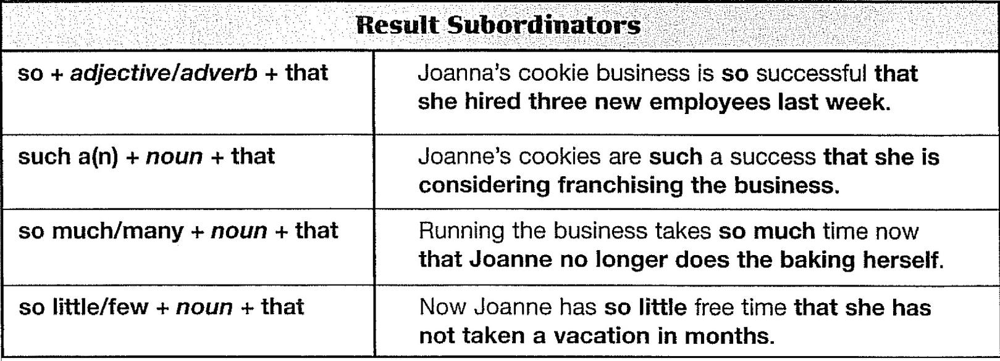 Result Subordinators
so + adjective/adverb + that
Joanna's cookie business is so successful that
she hired three new employees last week.
such a(n) + noun + that
Joanne's cookies are such a success that she is
considering franchising the business.
so much/many + noun + that
Running the business takes so much time now
that Joanne no longer does the baking herself.
so little/few + noun + that
Now Joanne has so little free time that she has
not taken a vacation in months.